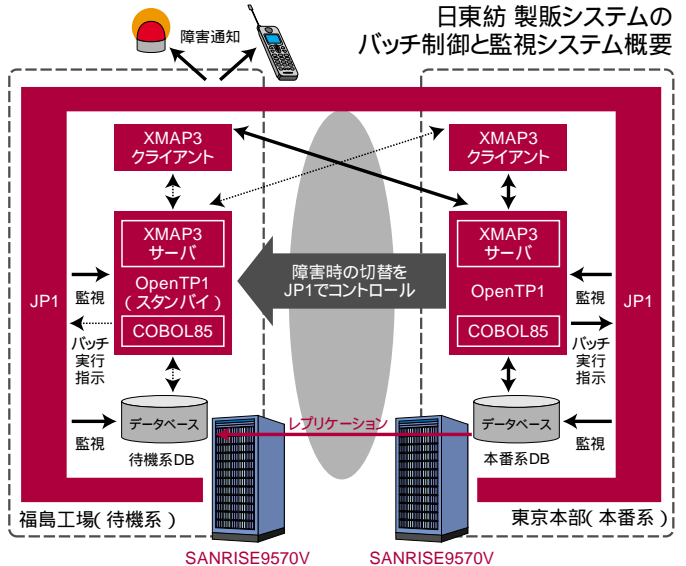 日東紡 製販システムの
バッチ制御と監視システム概要
障害通知
XMAP3
クライアント
XMAP3
クライアント
XMAP3
サーバ
OpenTP1
(スタンバイ)
COBOL85
障害時の切替を
JP1でコントロール
XMAP3
サーバ
OpenTP1
COBOL85
JP1
監視
バッチ
実行
指示
監視
JP1
監視
バッチ
実行
指示
監視
データベース
待機系DB
レプリケーション
データベース
本番系DB
福島工場(待機系)
東京本部(本番系)
SANRISE9570V
SANRISE9570V